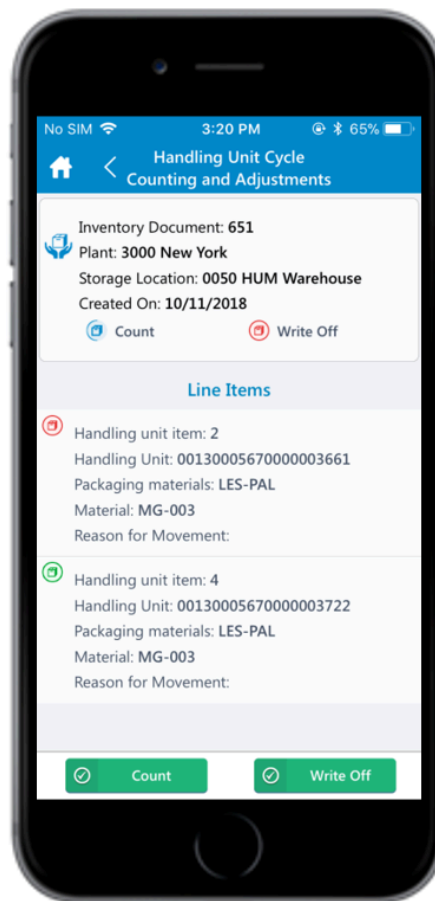 No SIM 3:20 PM 65%
Handling Unit Cycle
Counting and Adjustments
Inventory Document: 651
Plant: 3000 New York
Storage Location: 0050 HUM Warehouse
Created On: 10/11/2018
Count Write Off
Line Items
Handling unit item: 2
Handling Unit: 00130005670000003661
Packaging materials: LES-PAL
Material: MG-003
Reason for Movement:
Handling unit item: 4
Handling Unit: 00130005670000003722
Packaging materials: LES-PAL
Material: MG-003
Reason for Movement:
Count Write Off